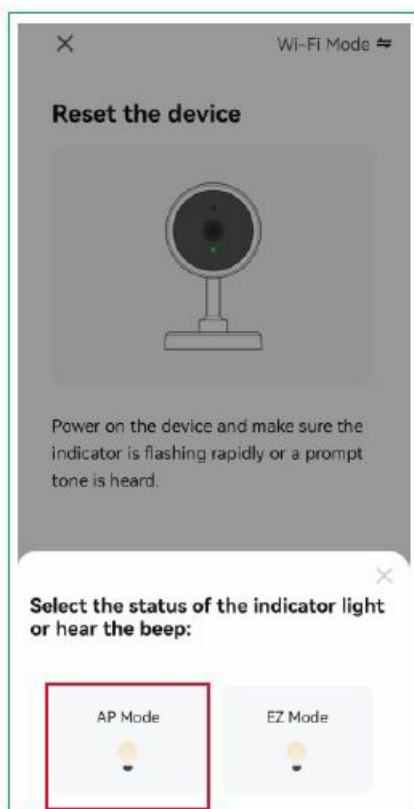 Wi-Fi Mode ⇋
Reset the device
Power on the device and make sure the
indicator is flashing rapidly or a prompt
tone is heard.
Select the status of the indicator light
or hear the beep:
AP Mode
EZ Mode